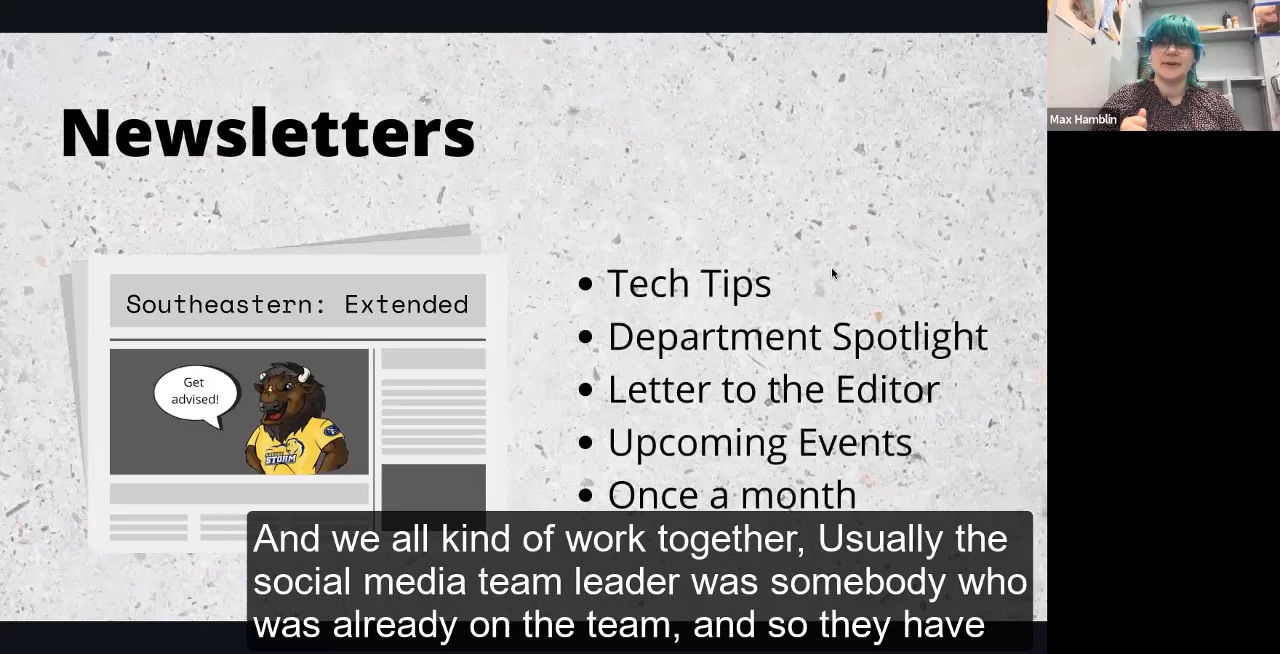 Newsletters
Southeastern: Extended
Get
advised!
STORM
• Tech Tips
• Department Spotlight
• Letter to the Editor
• Upcoming Events
• Once a month
And we all kind of work together, Usually the
social media team leader was somebody who
was already on the team, and so they have
Max Hamblin